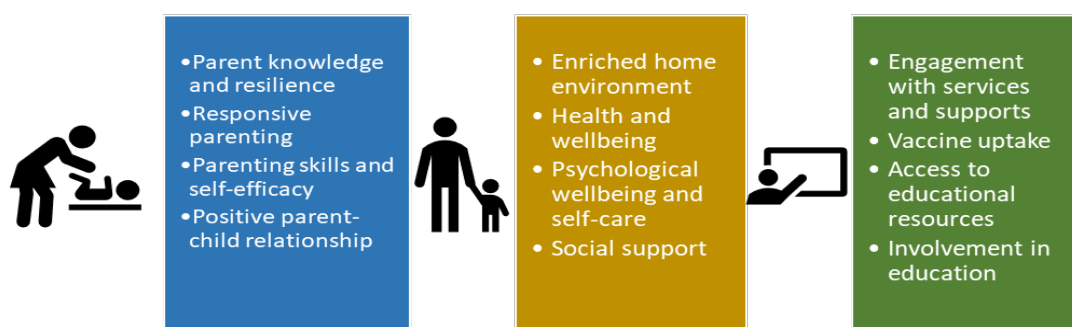 •Parent knowledge
and resilience
•Responsive
parenting
•Parenting skills and
self-efficacy
•Positive parent-
child relationship
• Enriched home
environment
• Health and
wellbeing
• Psychological
wellbeing and
self-care
• Social support
• Engagement
with services
and supports
• Vaccine uptake
• Access to
educational
resources
• Involvement in
education